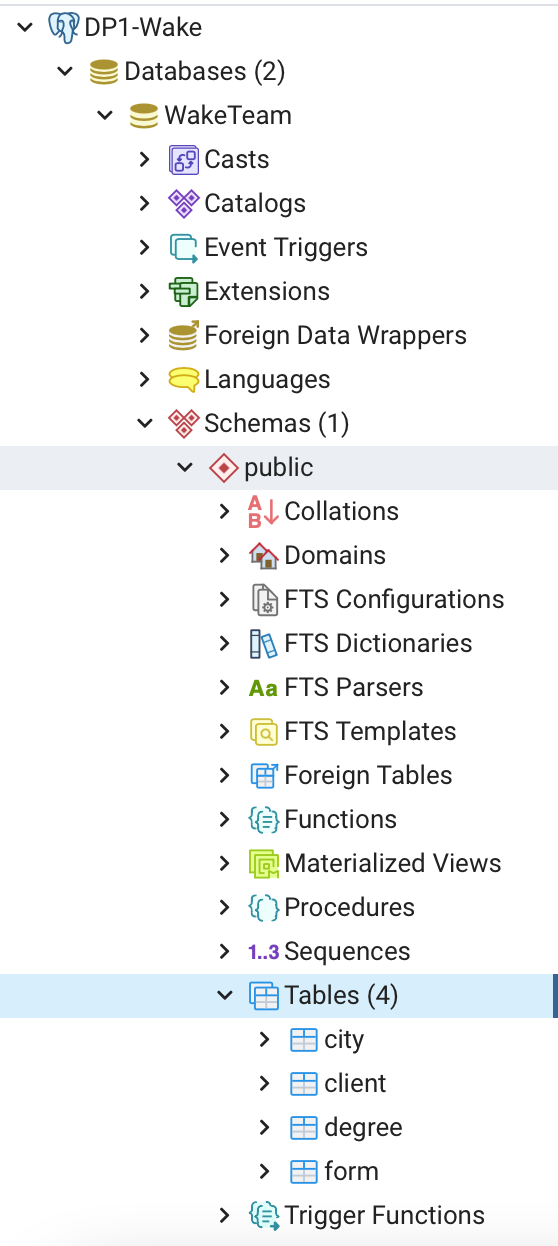 DP1-Wake
Databases (2)
WakeTeam
Casts
Catalogs
Event Triggers
Extensions
Foreign Data Wrappers
Languages
Schemas (1)
public
A
B
Collations
Domains
FTS Configurations
FTS Dictionaries
Aa FTS Parsers
FTS Templates
Foreign Tables
Functions
Materialized Views
Procedures
1..3 Sequences
Tables (4)
city
client
degree
form
Trigger Functions